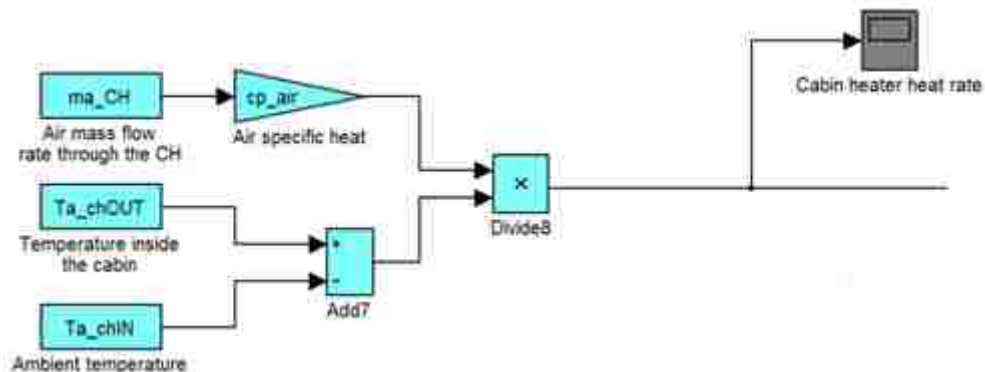 Cabin heater heat rate
ma_CH
Air mass flow
rate through the CH
cp_air
Air specific heat
×
Divide8
Ta_chOUT
Temperature inside
the cabin
+
-
Add7
Ta_chIN
Ambient temperature